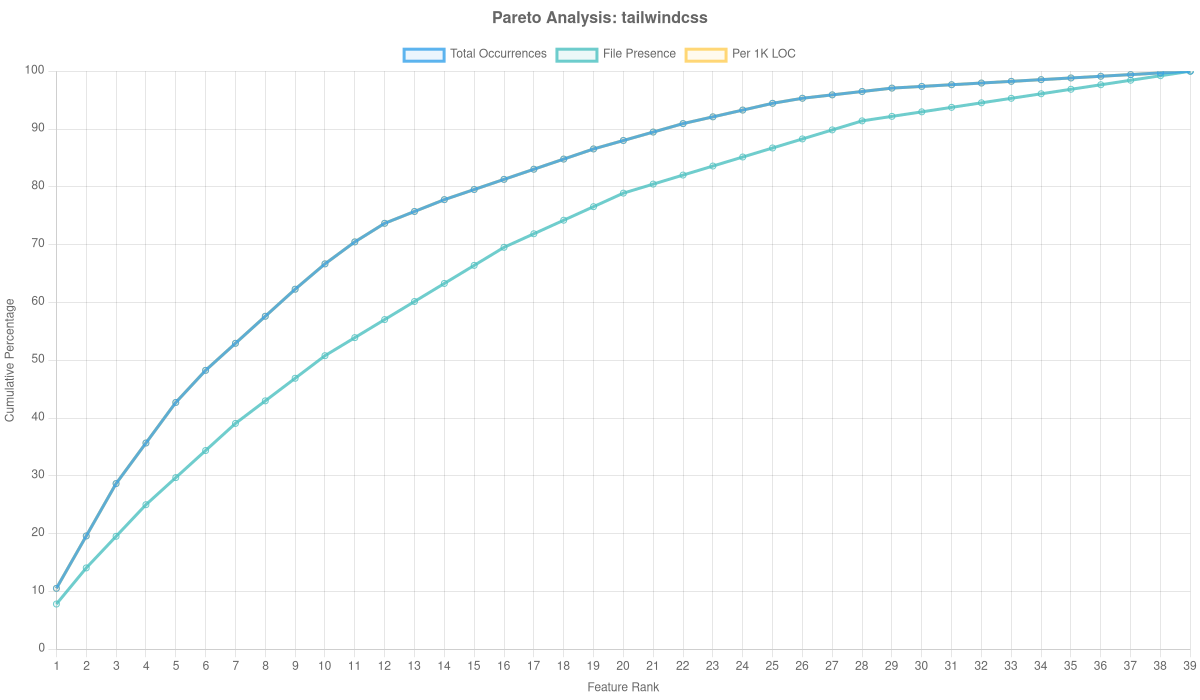 Pareto Analysis: tailwindcss
Total Occurrences File Presence Per 1K LOC
Cumulative Percentage
100
90
80
70
60
50
40
30
20
10
0
1 2 3 4 5 6 7 8 9 10 11 12 13 14 15 16 17 18 19 20 21 22 23 24 25 26 27 28 29 30 31 32 33 34 35 36 37 38 39
Feature Rank